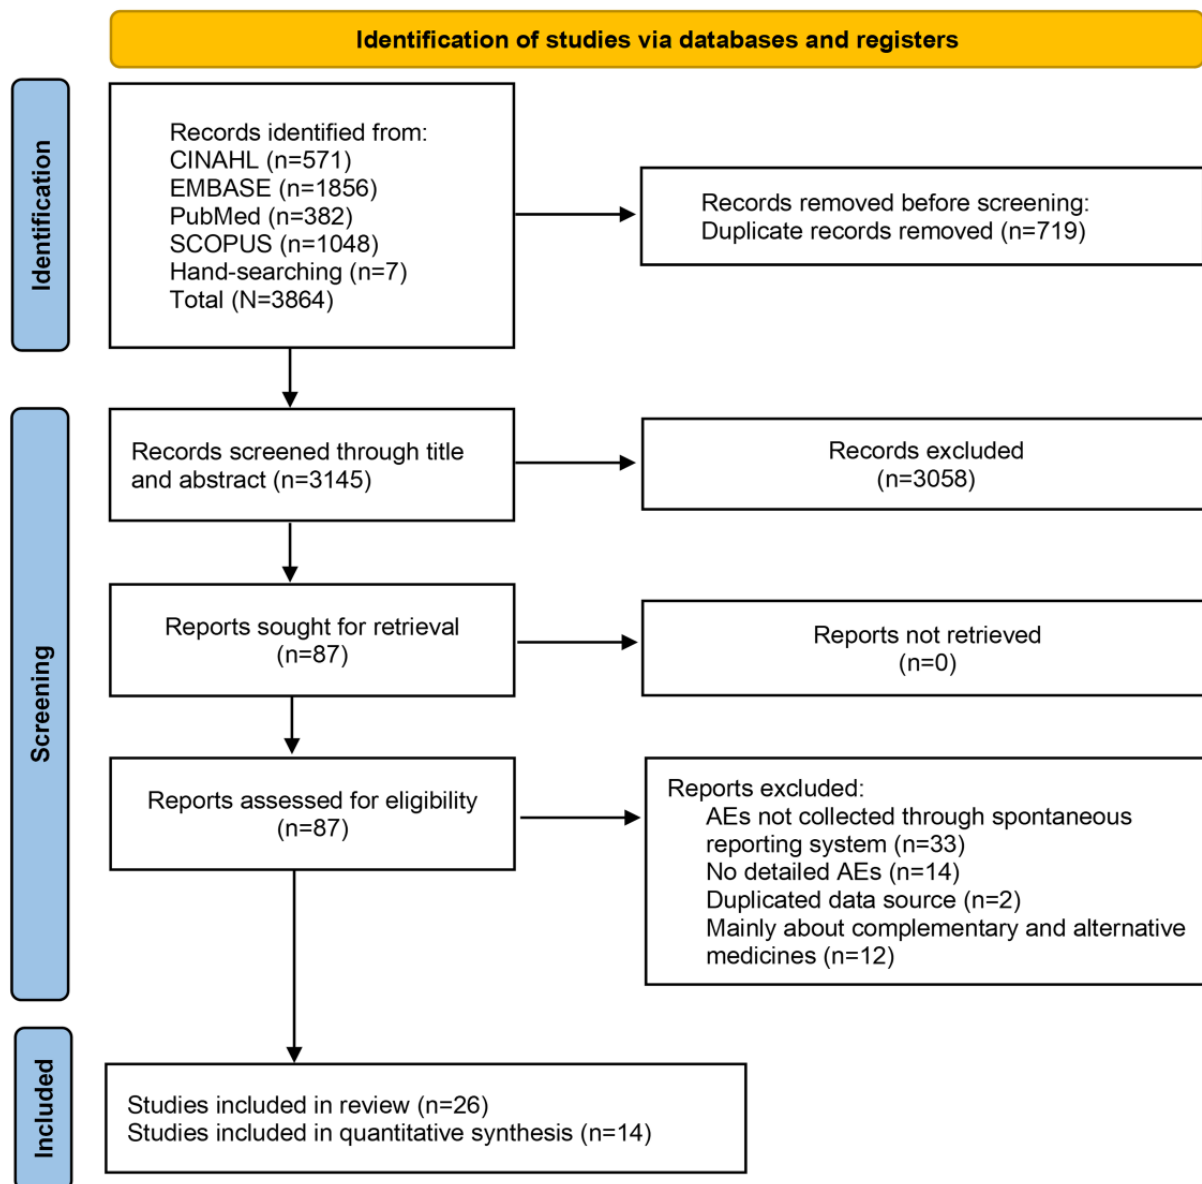 Identification of studies via databases and registers
Identification
Records identified from:
CINAHL (n=571)
EMBASE (n=1856)
PubMed (n=382)
SCOPUS (n=1048)
Hand-searching (n=7)
Total (N=3864)
Records removed before screening:
Duplicate records removed (n=719)
Screening
Records screened through title
and abstract (n=3145)
Records excluded
(n=3058)
Reports sought for retrieval
(n=87)
Reports not retrieved
(n=0)
Reports assessed for eligibility
(n=87)
Reports excluded:
AEs not collected through spontaneous
reporting system (n=33)
No detailed AEs (n=14)
Duplicated data source (n=2)
Mainly about complementary and alternative
medicines (n=12)
Included
Studies included in review (n=26)
Studies included in quantitative synthesis (n=14)